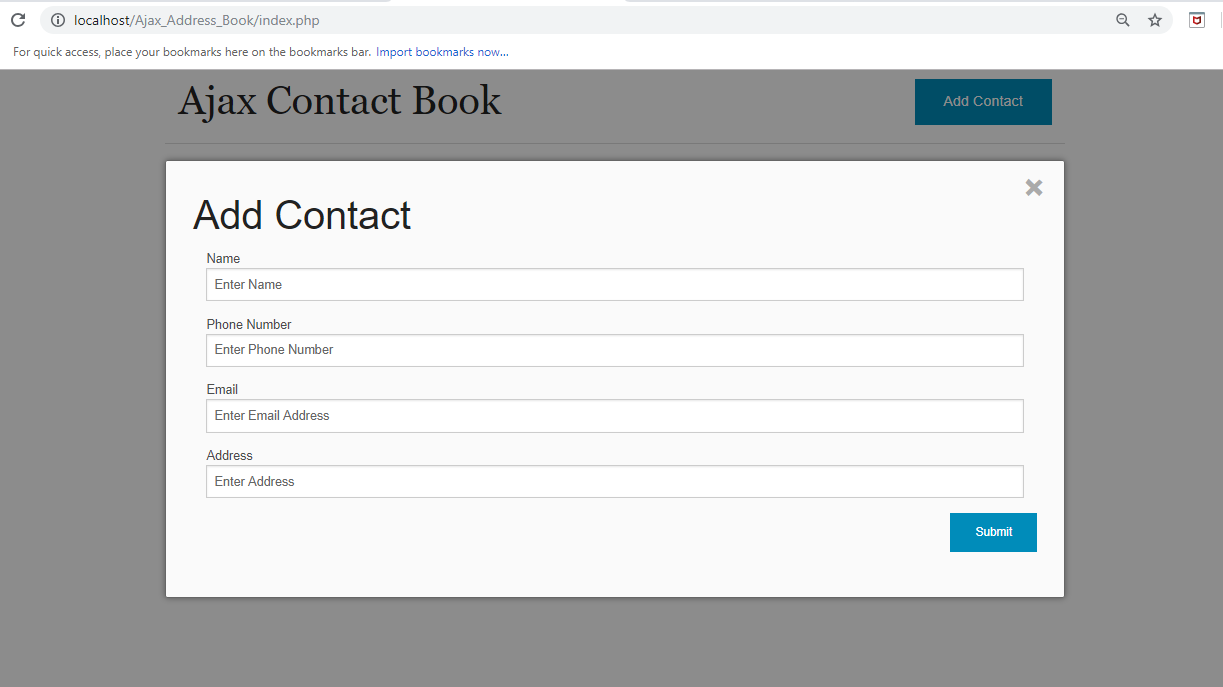 localhost/Ajax_Address_Book/index.php
For quick access, place your bookmarks here on the bookmarks bar. Import bookmarks now...
Ajax Contact Book
Add Contact
Add Contact
Name
Enter Name
Phone Number
Enter Phone Number
Email
Enter Email Address
Address
Enter Address
Submit